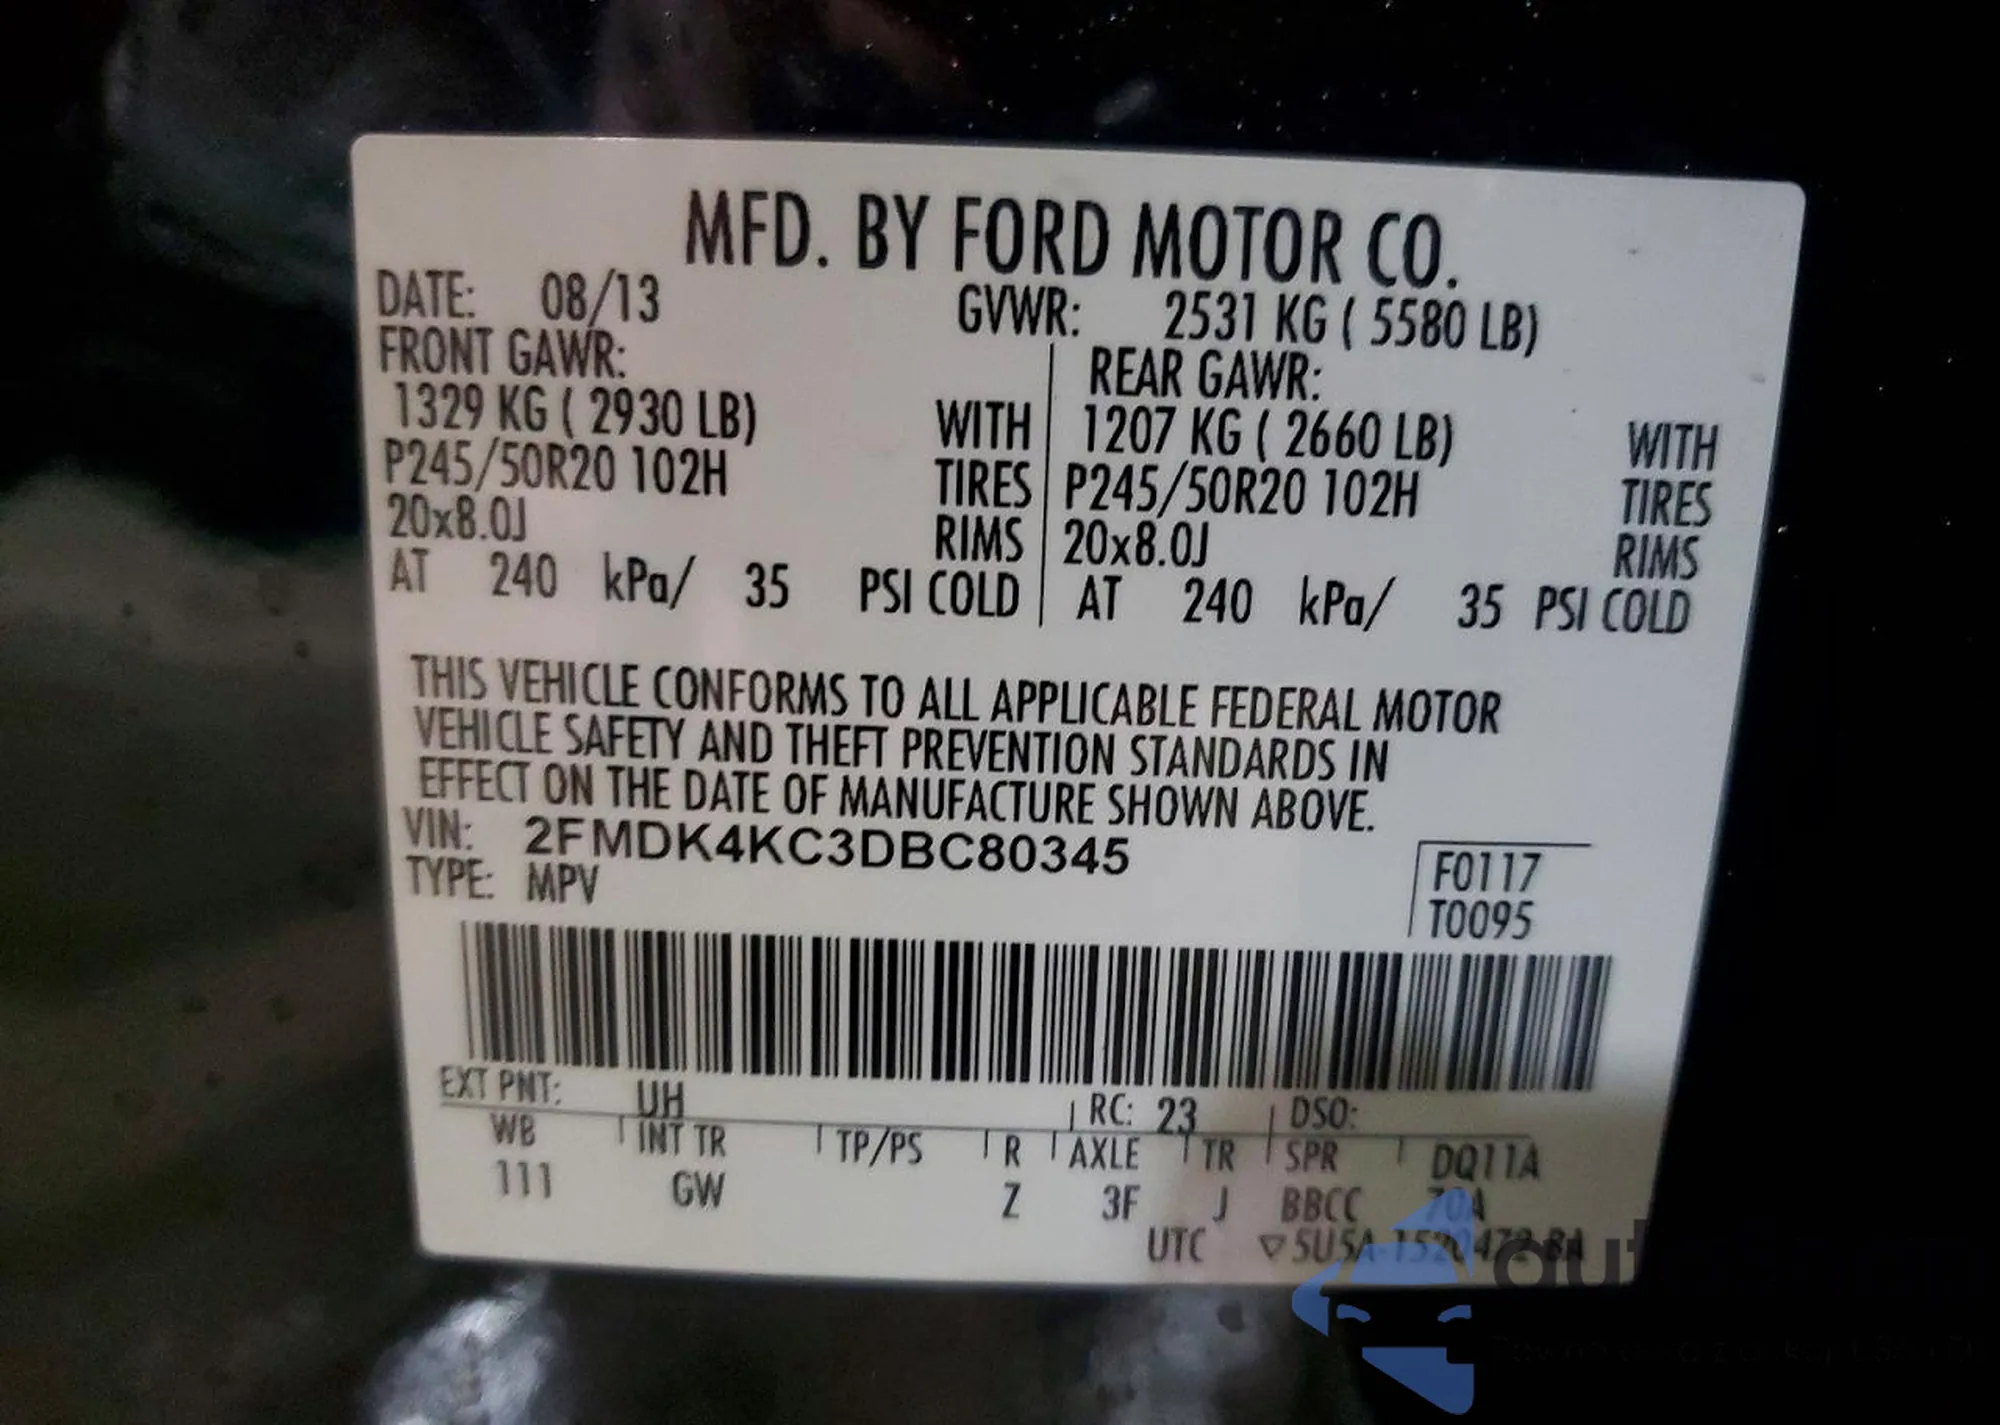 MFD. BY FORD MOTOR CO.
DATE: 08/13 GVWR: 2531 KG ( 5580 LB)
FRONT GAWR: REAR GAWR:
1329 KG ( 2930 LB) WITH 1207 KG ( 2660 LB) WITH
P245/50R20 102H TIRES P245/50R20 102H TIRES
20x8.0J RIMS 20x8.0J RIMS
AT 240 kPa/ 35 PSI COLD AT 240 kPa/ 35 PSI COLD
THIS VEHICLE CONFORMS TO ALL APPLICABLE FEDERAL MOTOR
VEHICLE SAFETY AND THEFT PREVENTION STANDARDS IN
EFFECT ON THE DATE OF MANUFACTURE SHOWN ABOVE.
VIN: 2FMDK4KC3DBC80345
TYPE: MPV
F0117
T0095
EXT PNT: UH RC: 23 DSO:
WB INT TR TP/PS R AXLE TR SPR DQ11A
111 GW Z 3F J BBCC 70A
UTC ▽5U5A-1520472-BA